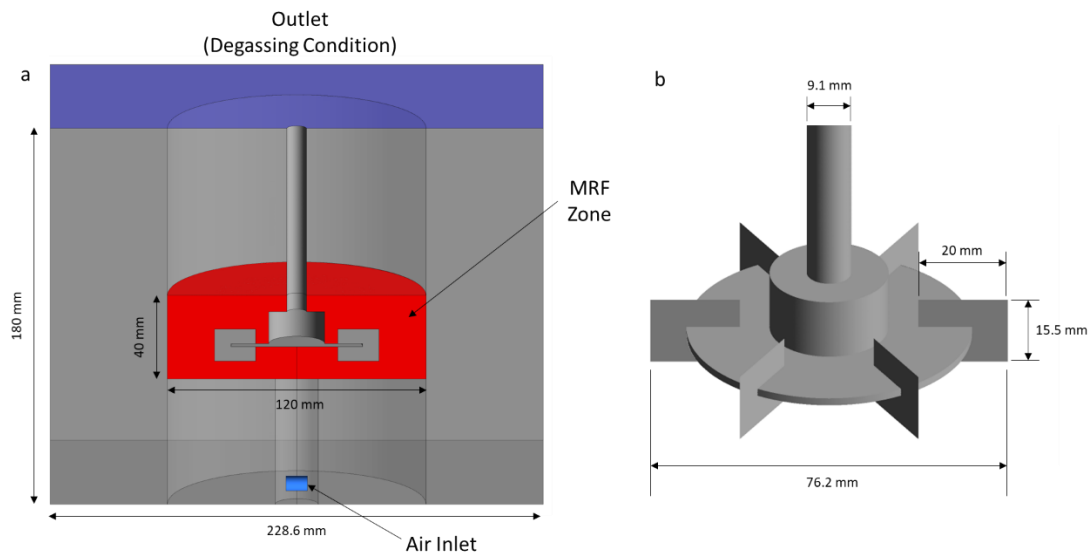 Outlet
(Degassing Condition)
a
180 mm
40 mm
120 mm
228.6 mm
MRF
Zone
Air Inlet
b
9.1 mm
20 mm
15.5 mm
76.2 mm